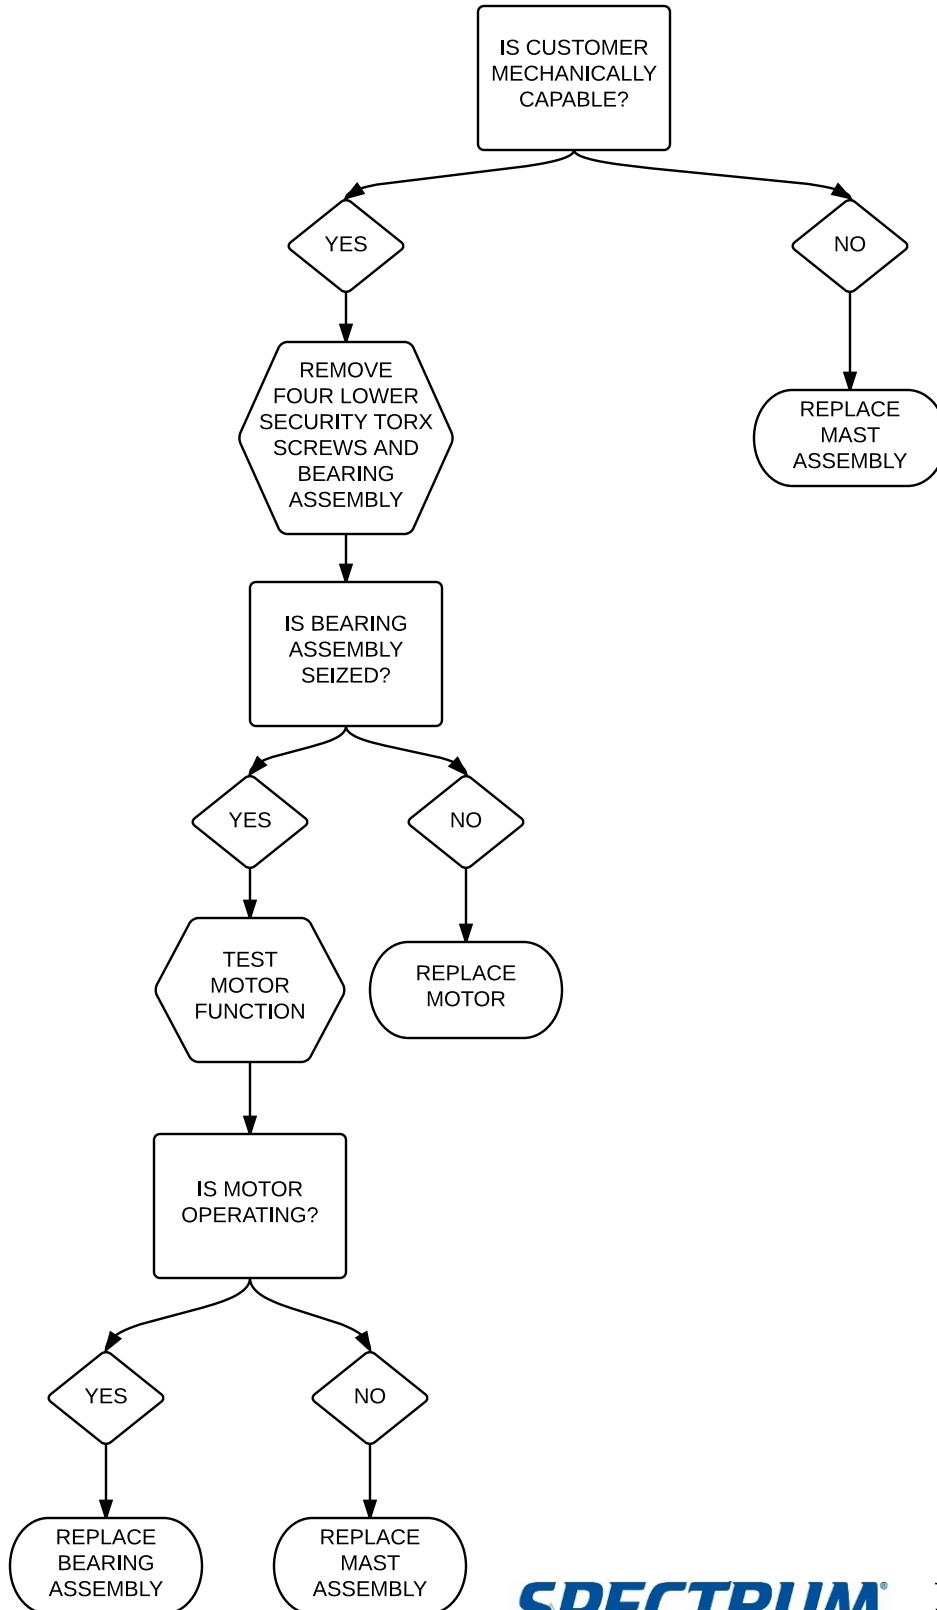 IS CUSTOMER
MECHANICALLY
CAPABLE?
YES
NO
REMOVE
FOUR LOWER
SECURITY TORX
SCREWS AND
BEARING
ASSEMBLY
REPLACE
MAST
ASSEMBLY
IS BEARING
ASSEMBLY
SEIZED?
YES
NO
TEST
MOTOR
FUNCTION
REPLACE
MOTOR
IS MOTOR
OPERATING?
YES
NO
REPLACE
BEARING
ASSEMBLY
REPLACE
MAST
ASSEMBLY
SPECTRUM®